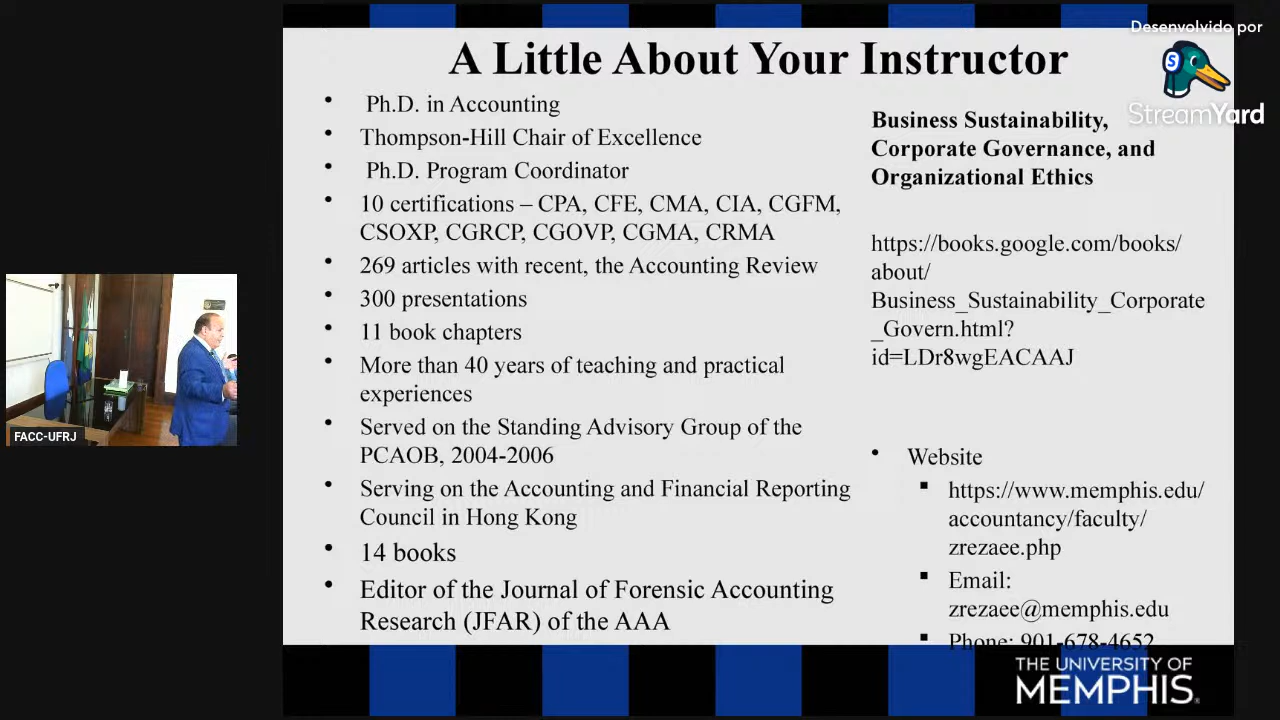 A Little About Your Instructor
Ph.D. in Accounting
Thompson-Hill Chair of Excellence
Ph.D. Program Coordinator
10 certifications – CPA, CFE, CMA, CIA, CGFM,
CSOXP, CGRCP, CGOVP, CGMA, CRMA
269 articles with recent, the Accounting Review
300 presentations
11 book chapters
More than 40 years of teaching and practical
experiences
Served on the Standing Advisory Group of the
PCAOB, 2004-2006
Serving on the Accounting and Financial Reporting
Council in Hong Kong
14 books
Editor of the Journal of Forensic Accounting
Research (JFAR) of the AAA
Business Sustainability,
Corporate Governance, and
Organizational Ethics
https://books.google.com/books/
about/
Business_Sustainability_Corporate
_Govern.html?
id=LDr8wgEACAAJ
Website
https://www.memphis.edu/
accountancy/faculty/
zrezaee.php
Email:
zrezaee@memphis.edu
Phone: 901-678-4652
THE UNIVERSITY OF
MEMPHIS
Desenvolvido por
StreamYard
FACC-UFRJ